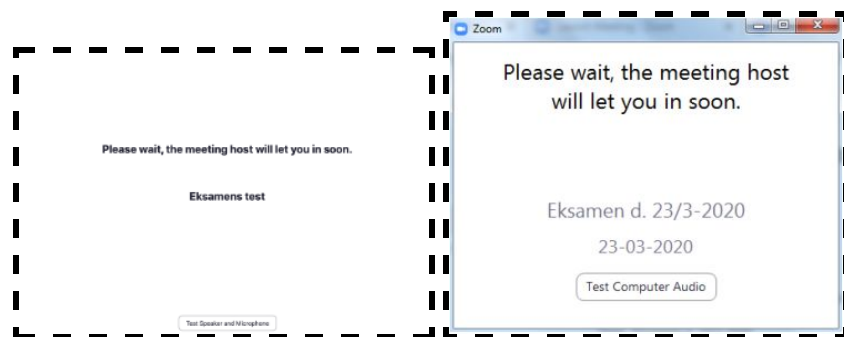 Please wait, the meeting host will let you in soon.
Eksamens test
Test Speaker and Microphone
Zoom
Please wait, the meeting host
will let you in soon.
Eksamen d. 23/3-2020
23-03-2020
Test Computer Audio